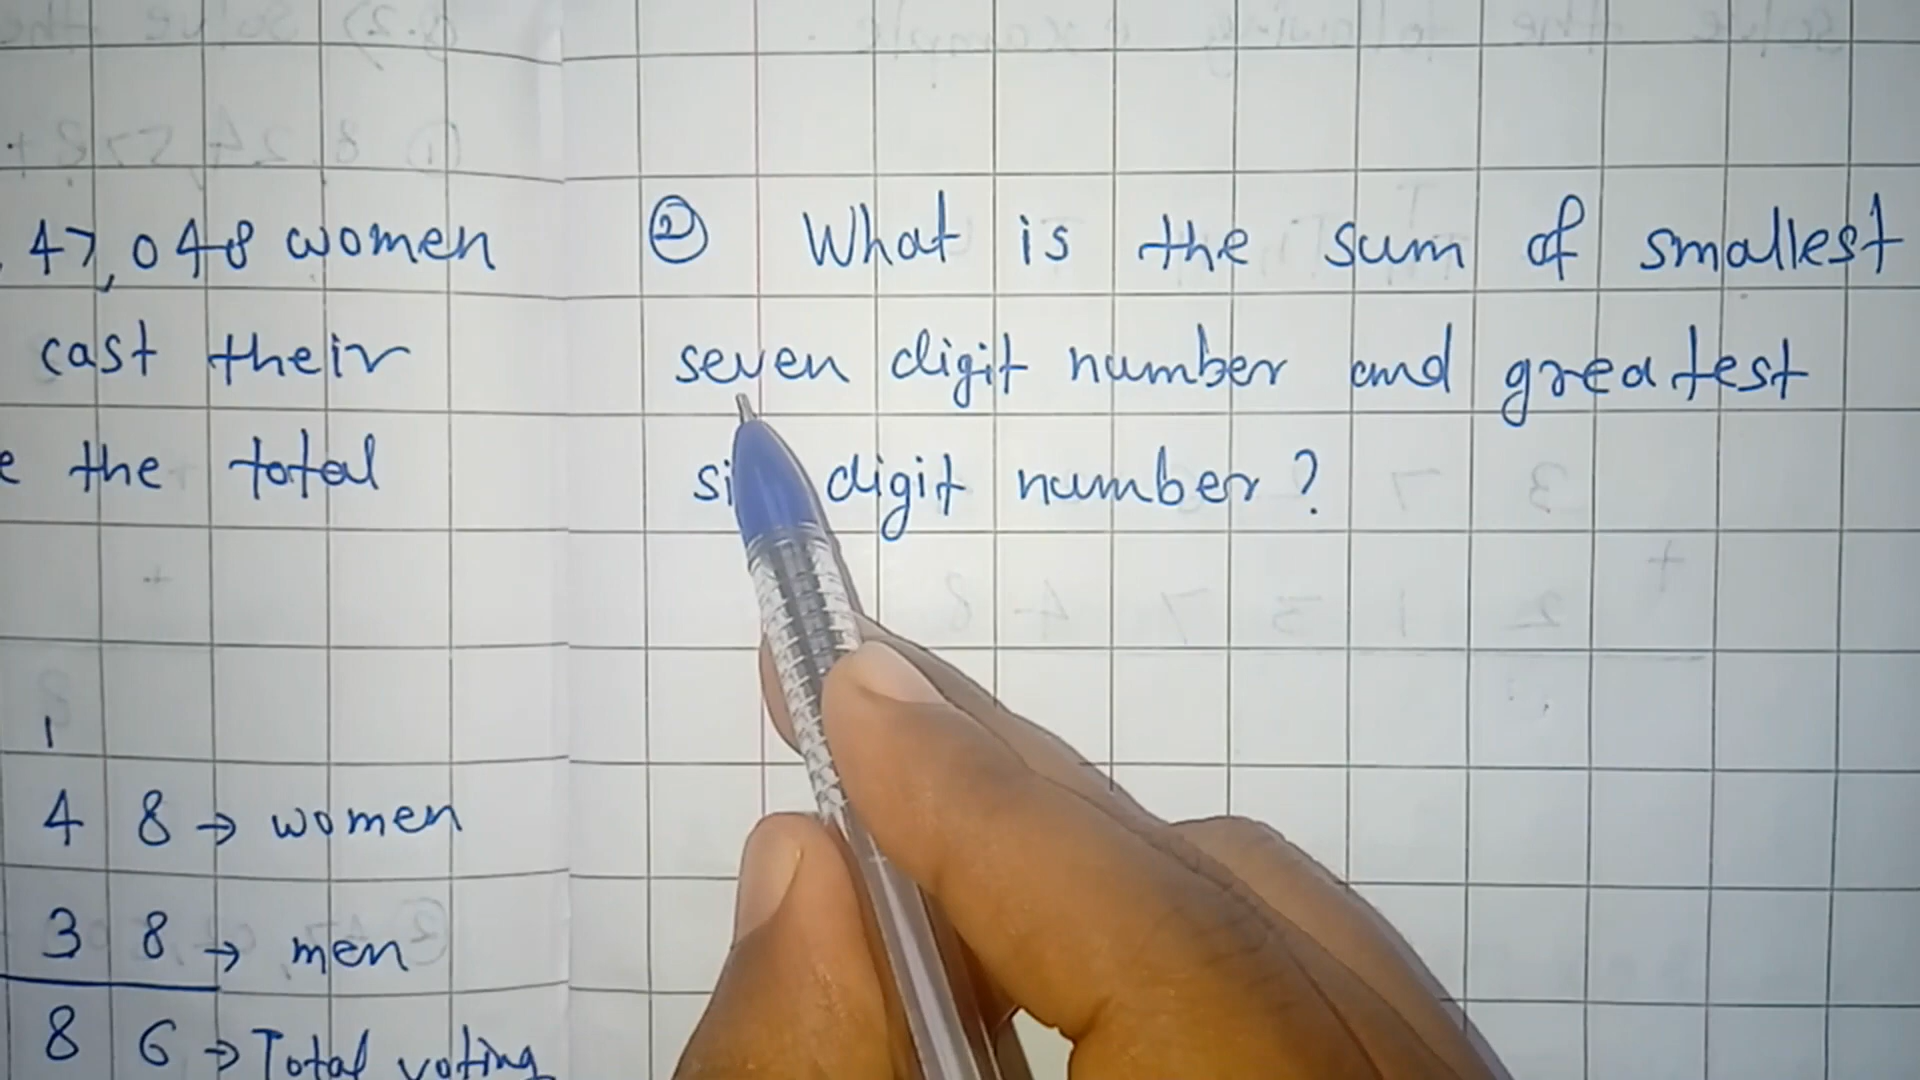 47,048 women
cast their
e the total
1
4 8 → women
3 8 → men
8 6 → Total voting
② What is the sum of smallest
seven digit number and greatest
digit number?